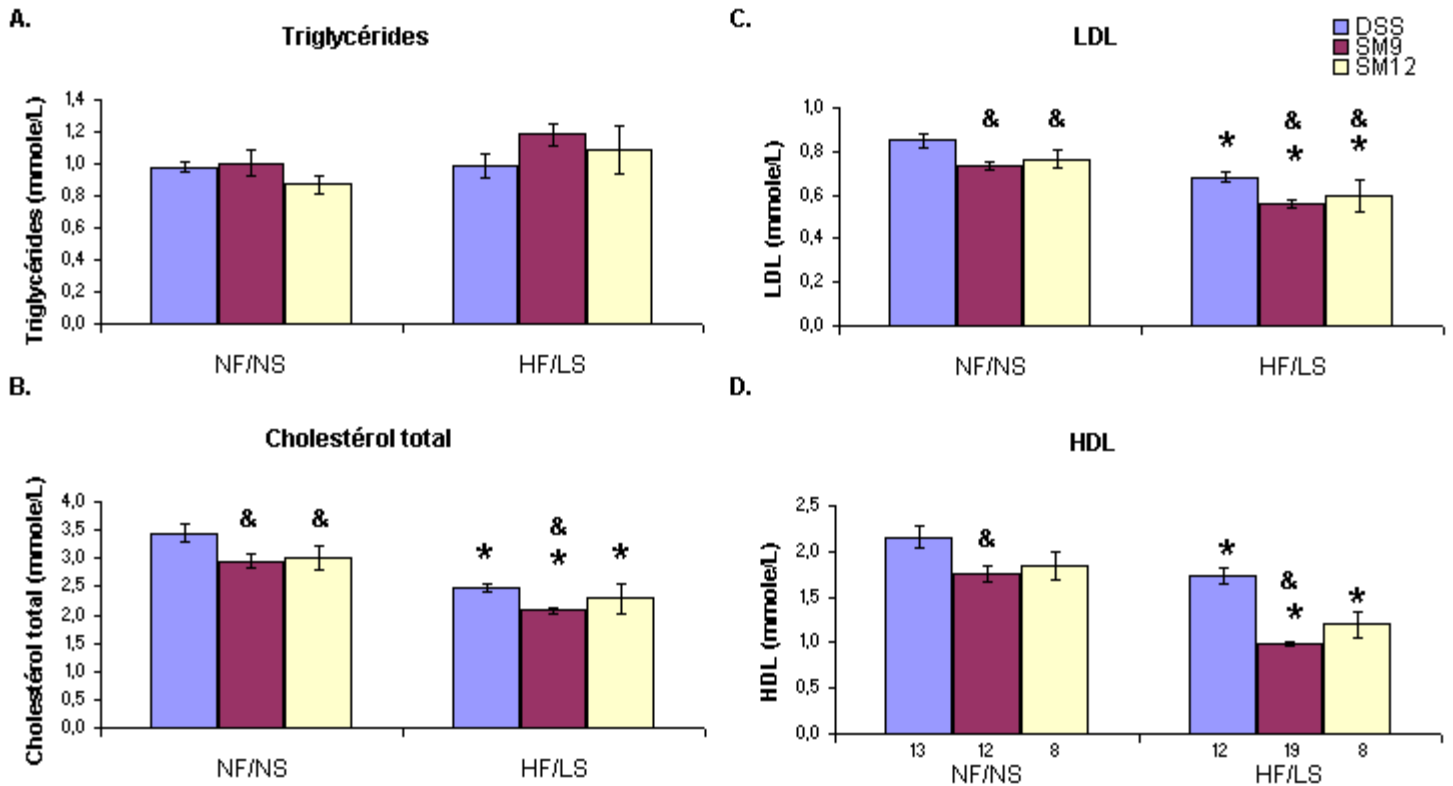 A.
Triglycérides
Triglycérides (mmole/L)
1,4
1,2
1,0
0,8
0,6
0,4
0,2
0,0
NF/NS
HF/LS
C.
LDL
DSS
SM9
SM12
LDL (mmole/L)
1,0
0,8
0,6
0,4
0,2
0,0
& & * & * & *
NF/NS
HF/LS
B.
Cholestérol total
Cholestérol total (mmole/L)
4,0
3,5
3,0
2,5
2,0
1,5
1,0
0,5
0,0
& & * & * *
NF/NS
HF/LS
D.
HDL
HDL (mmole/L)
2,5
2,0
1,5
1,0
0,5
0,0
& * & * *
13 12 8 12 19 8
NF/NS
HF/LS